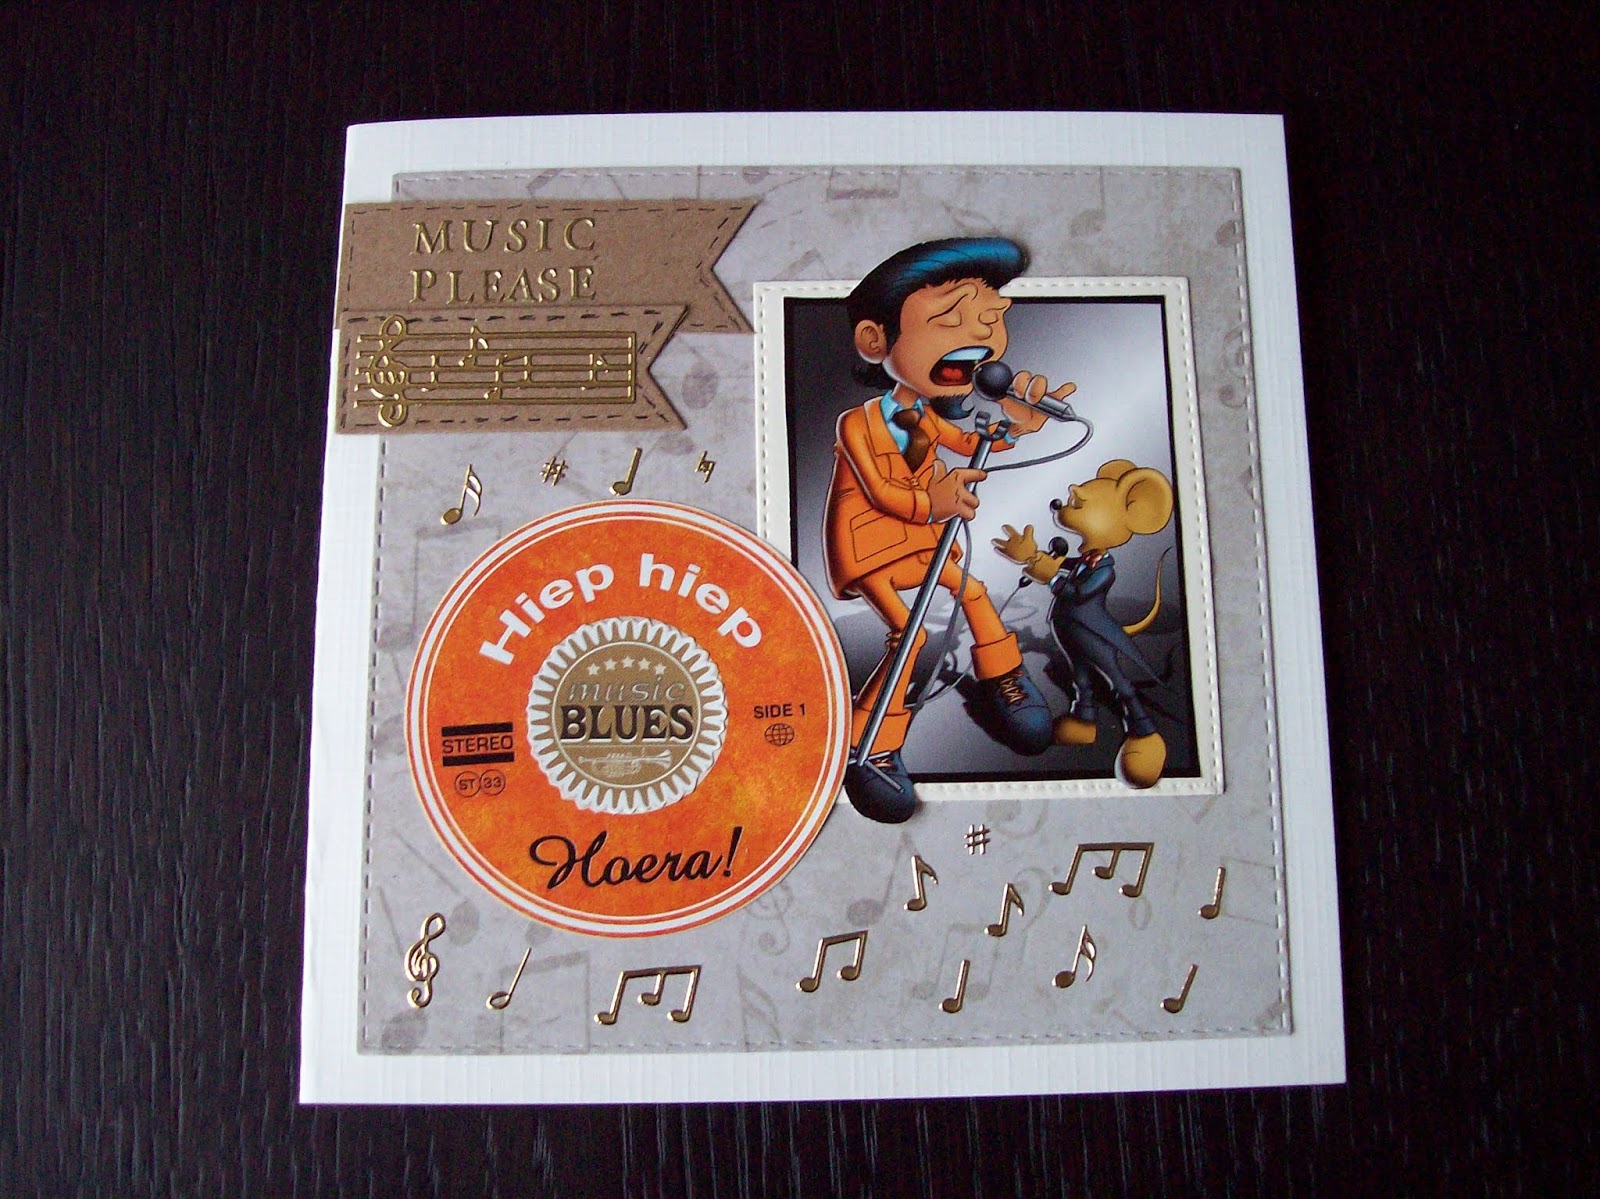 MUSIC
PLEASE
Hiep hiep
music
BLUES
STEREO
ST 33
SIDE 1
Hoera!